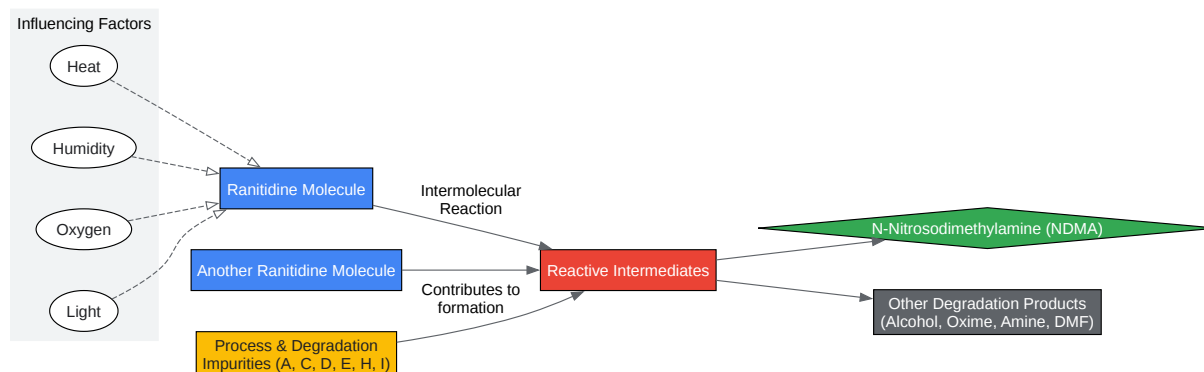 Influencing Factors
Heat
Humidity
Oxygen
Light
Ranitidine Molecule
Another Ranitidine Molecule
Process & Degradation
Impurities (A, C, D, E, H, I)
Intermolecular
Reaction
Contributes to
formation
Reactive Intermediates
N-Nitrosodimethylamine (NDMA)
Other Degradation Products
(Alcohol, Oxime, Amine, DMF)